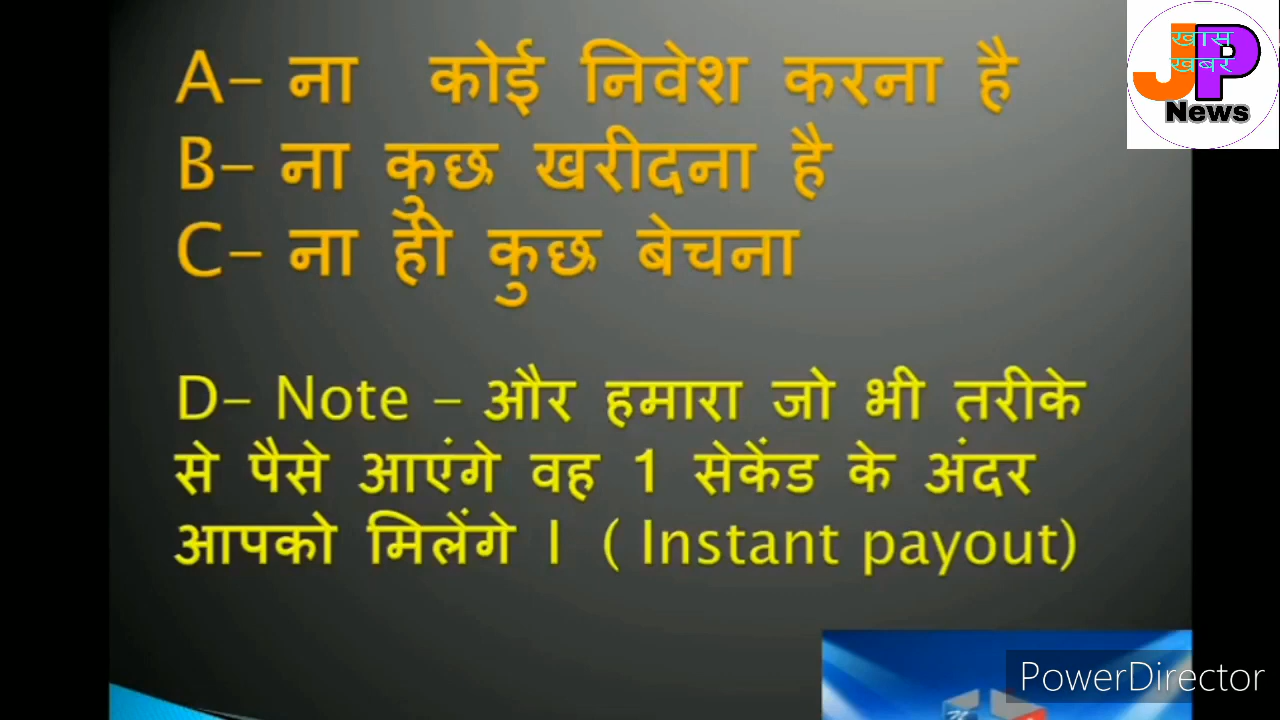 A- ना कोई निवेश करना है
B- ना कुछ खरीदना है
C- ना ही कुछ बेचना
D- Note - और हमारा जो भी तरीके
से पैसे आएंगे वह 1 सेकेंड के अंदर
आपको मिलेंगे I ( Instant payout)
JP
खास
खबर
News
PowerDirector